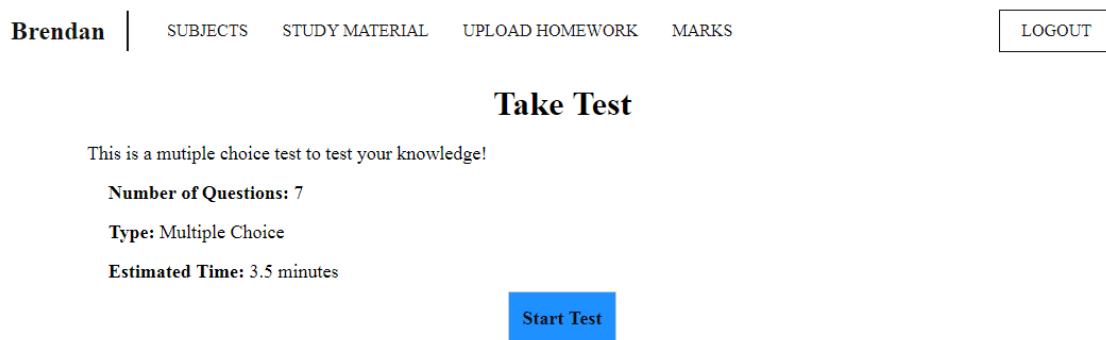 Brendan SUBJECTS STUDY MATERIAL UPLOAD HOMEWORK MARKS LOGOUT
Take Test
This is a mutiple choice test to test your knowledge!
Number of Questions: 7
Type: Multiple Choice
Estimated Time: 3.5 minutes
Start Test